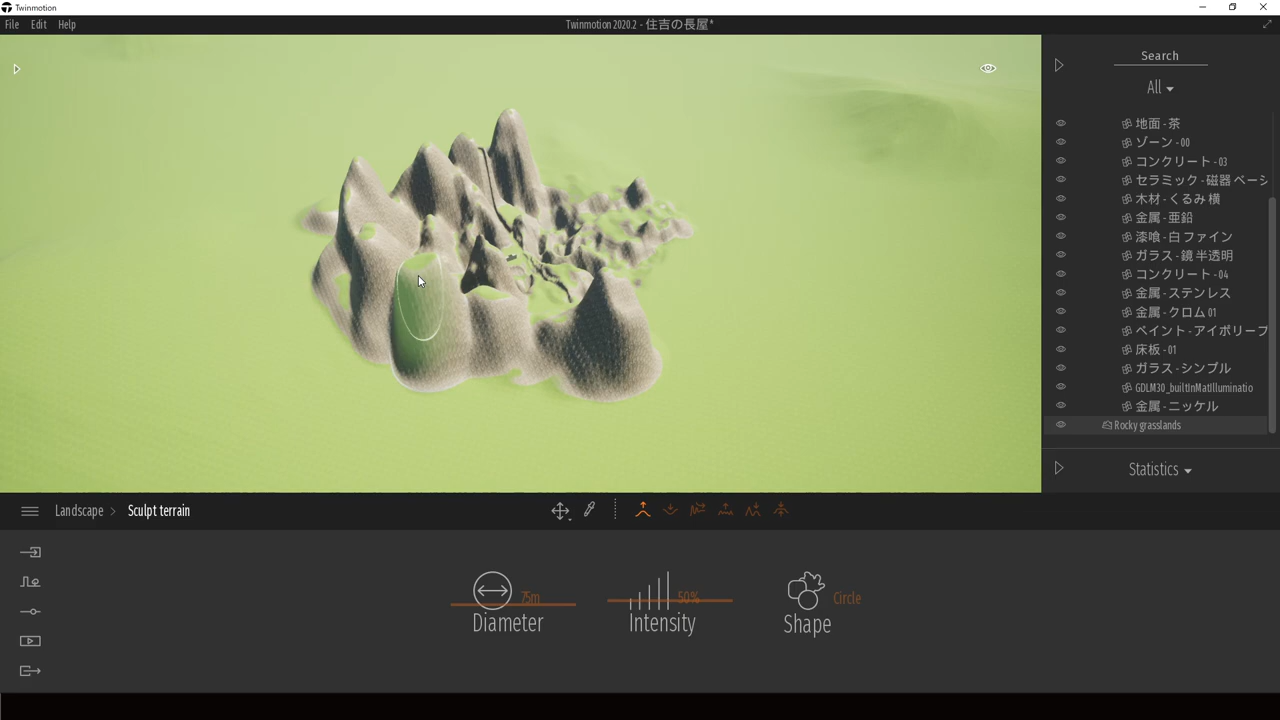 Twinmotion
File Edit Help
Twinmotion 2020.2 - 住吉の長屋*
Search
All
地面 - 茶
ゾーン - 00
コンクリート - 03
セラミック - 磁器 ベーシ
木材 - くるみ 横
金属 - 亜鉛
漆喰 - 白 ファイン
ガラス - 鏡 半透明
コンクリート - 04
金属 - ステンレス
金属 - クロム 01
ペイント - アイボリーブ
床板 - 01
ガラス - シンプル
GDLM30_builtInMatIlluminatio
金属 - ニッケル
Rocky grasslands
Statistics
Landscape > Sculpt terrain
75m
Diameter
50%
Intensity
Circle
Shape